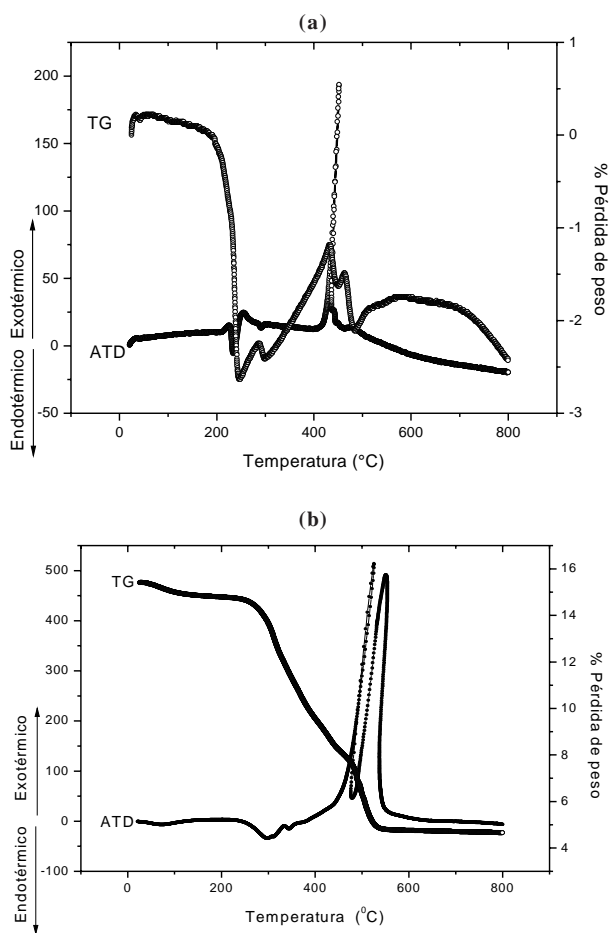 (a)
200
150
100
50
0
-50
1
0
-1
-2
-3
TG
ATD
Exotérmico
Endotérmico
% Pérdida de peso
0
200
400
600
800
Temperatura (°C)
(b)
500
400
300
200
100
0
-100
16
14
12
10
8
6
4
TG
ATD
Exotérmico
Endotérmico
% Pérdida de peso
0
200
400
600
800
Temperatura (⁰C)